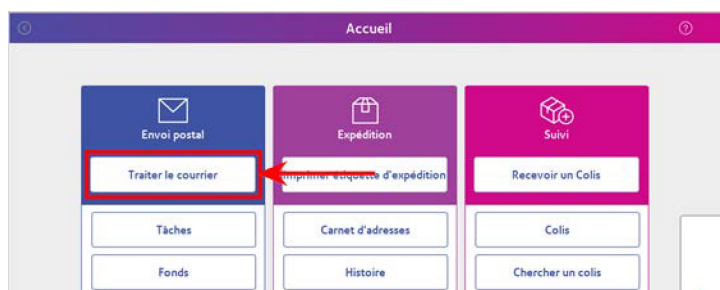 Accueil
Envoi postal
Expédition
Suivi
Traiter le courrier
Imprimer étiquette d'expédition
Recevoir un Colis
Tâches
Carnet d'adresses
Colis
Fonds
Histoire
Chercher un colis